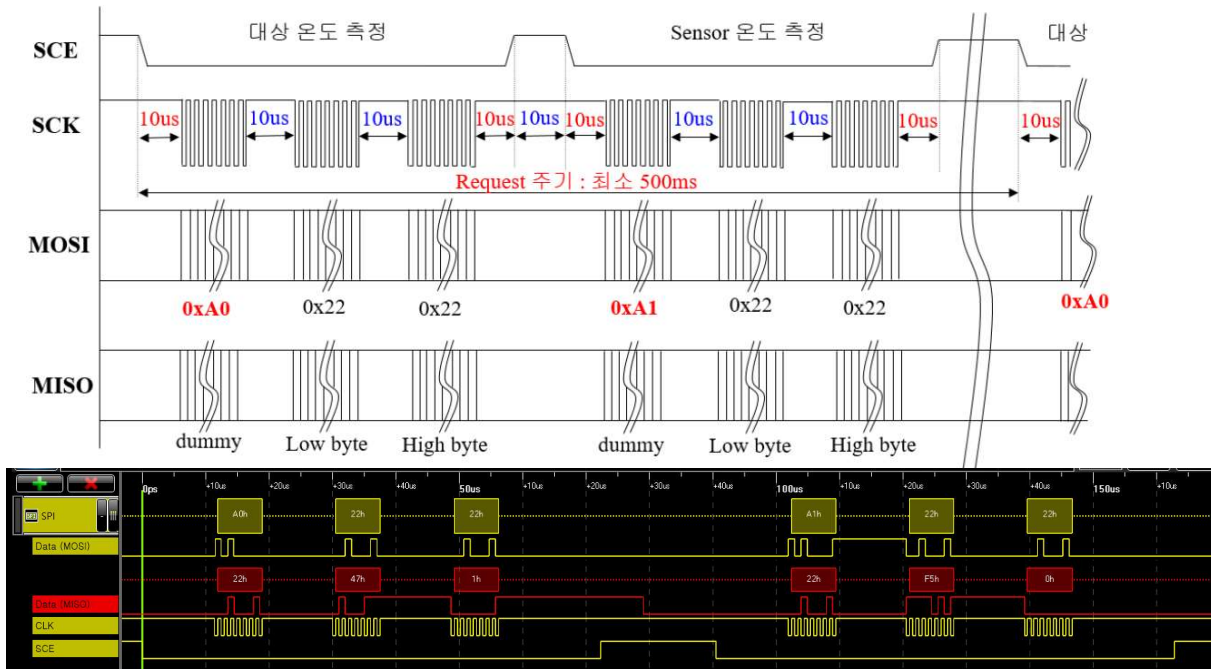 대상 온도 측정 Sensor 온도 측정 대상
SCE
SCK
10us 10us 10us 10us 10us 10us 10us 10us 10us 10us
Request 주기 : 최소 500ms
MOSI
0xA0 0x22 0x22 0xA1 0x22 0x22 0xA0
MISO
dummy Low byte High byte dummy Low byte High byte
0ps +10us +20us +30us +40us 50us +10us +20us +30us +40us 100us +10us +20us +30us +40us 150us +10us
SPI SPI A0h 22h 22h A1h 22h 22h
Data (MOSI)
22h 47h 1h 22h F5h 0h
Data (MISO)
CLK
SCE